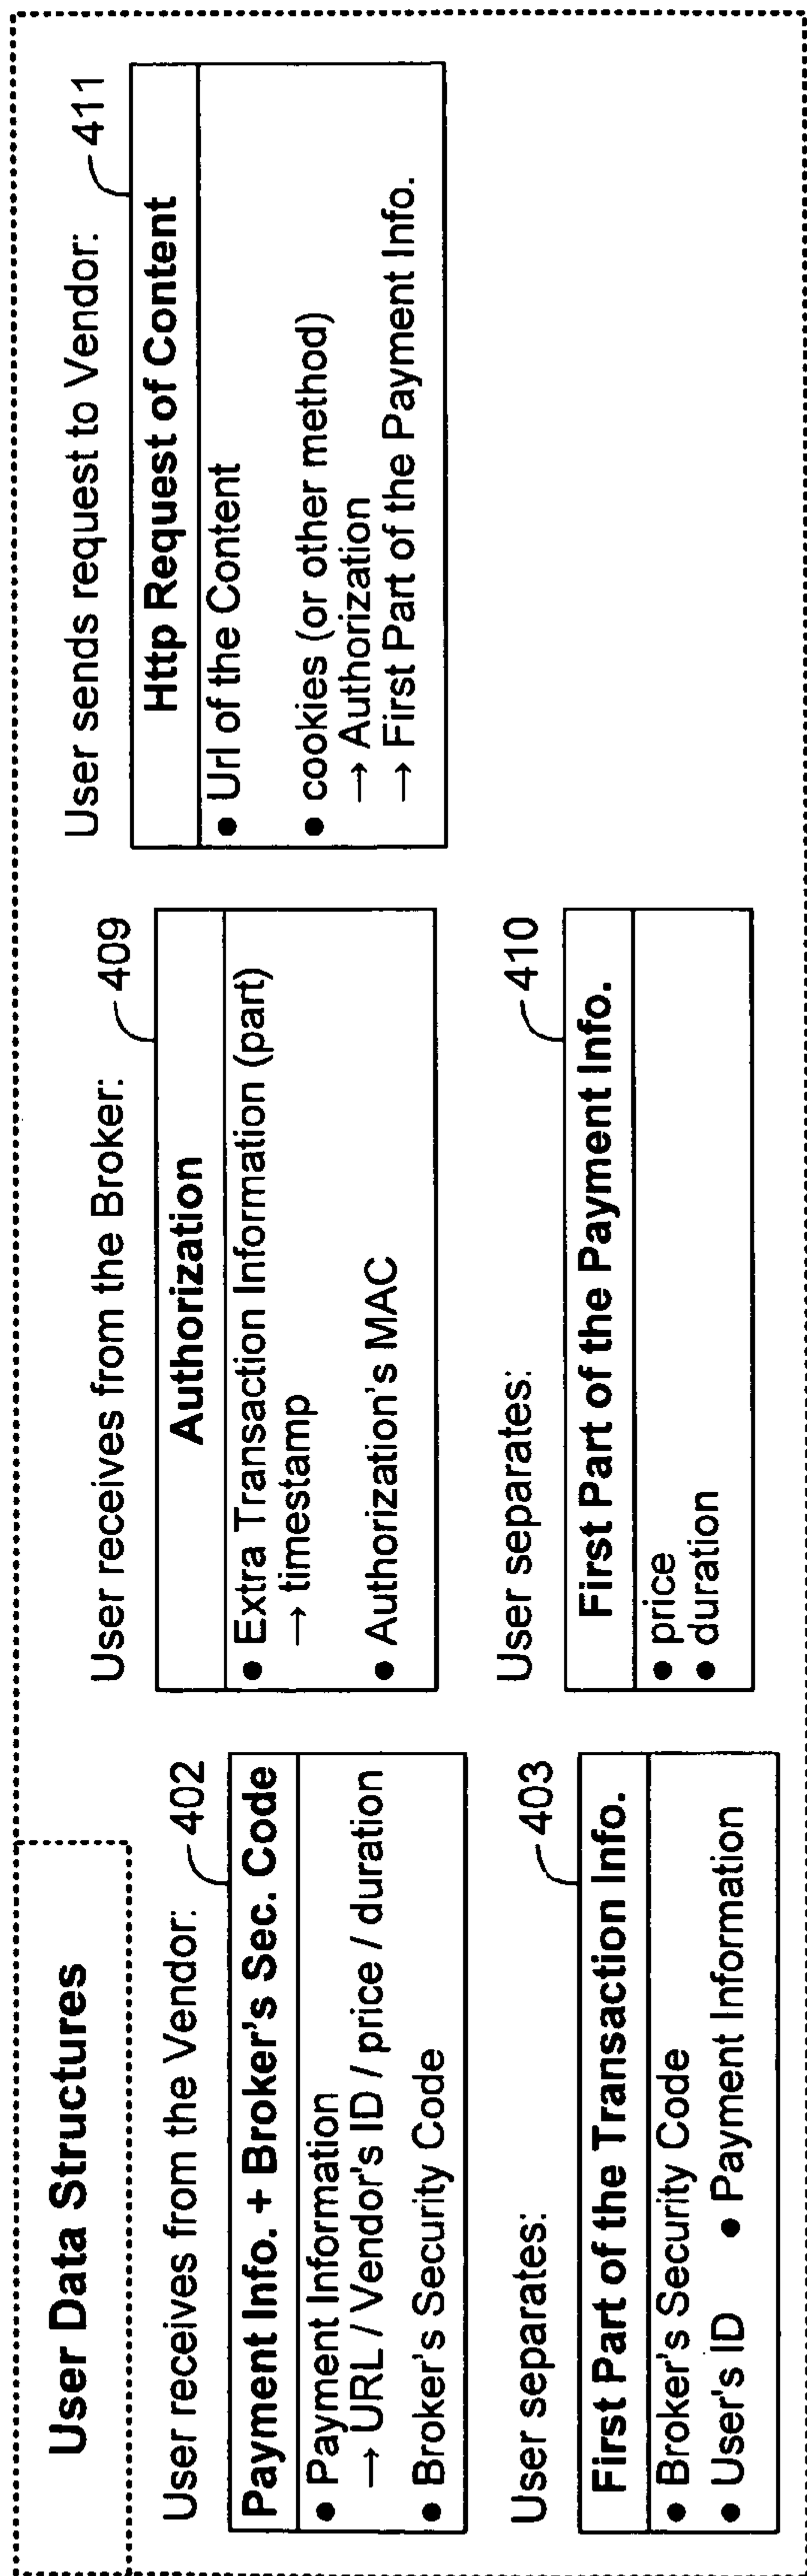 User Data Structures
User receives from the Vendor:
402
Payment Info. + Broker's Sec. Code
● Payment Information
→ URL / Vendor's ID / price / duration
● Broker's Security Code
User separates:
403
First Part of the Transaction Info.
● Broker's Security Code
● User's ID ● Payment Information
User receives from the Broker:
409
Authorization
● Extra Transaction Information (part)
→ timestamp
● Authorization's MAC
User separates:
410
First Part of the Payment Info.
● price
● duration
User sends request to Vendor:
411
Http Request of Content
● Url of the Content
● cookies (or other method)
→ Authorization
→ First Part of the Payment Info.